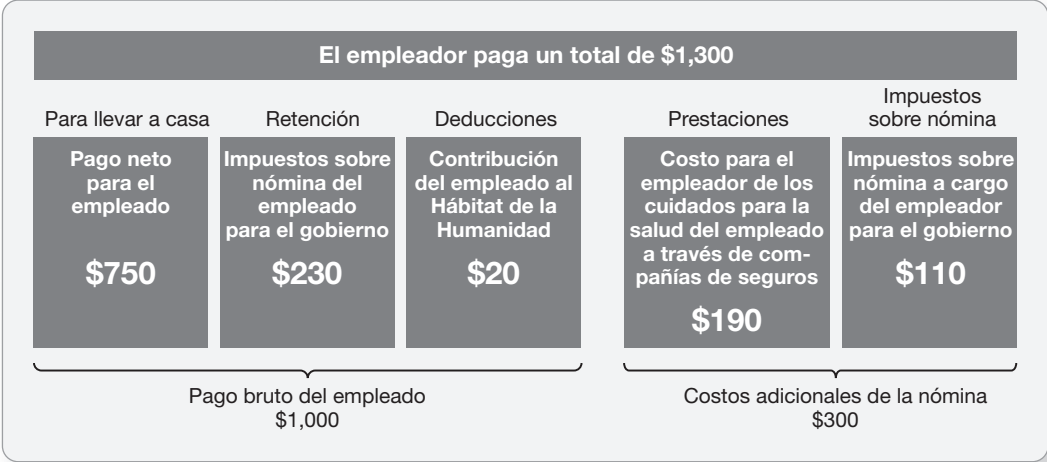 El empleador paga un total de $1,300
Para llevar a casa
Pago neto
para el
empleado
$750
Retención
Impuestos sobre
nómina del
empleado
para el gobierno
$230
Deducciones
Contribución
del empleado al
Hábitat de la
Humanidad
$20
Prestaciones
Costo para el
empleador de los
cuidados para la
salud del empleado
a través de com-
pañías de seguros
$190
Impuestos
sobre nómina
Impuestos sobre
nómina a cargo
del empleador
para el gobierno
$110
Pago bruto del empleado
$1,000
Costos adicionales de la nómina
$300